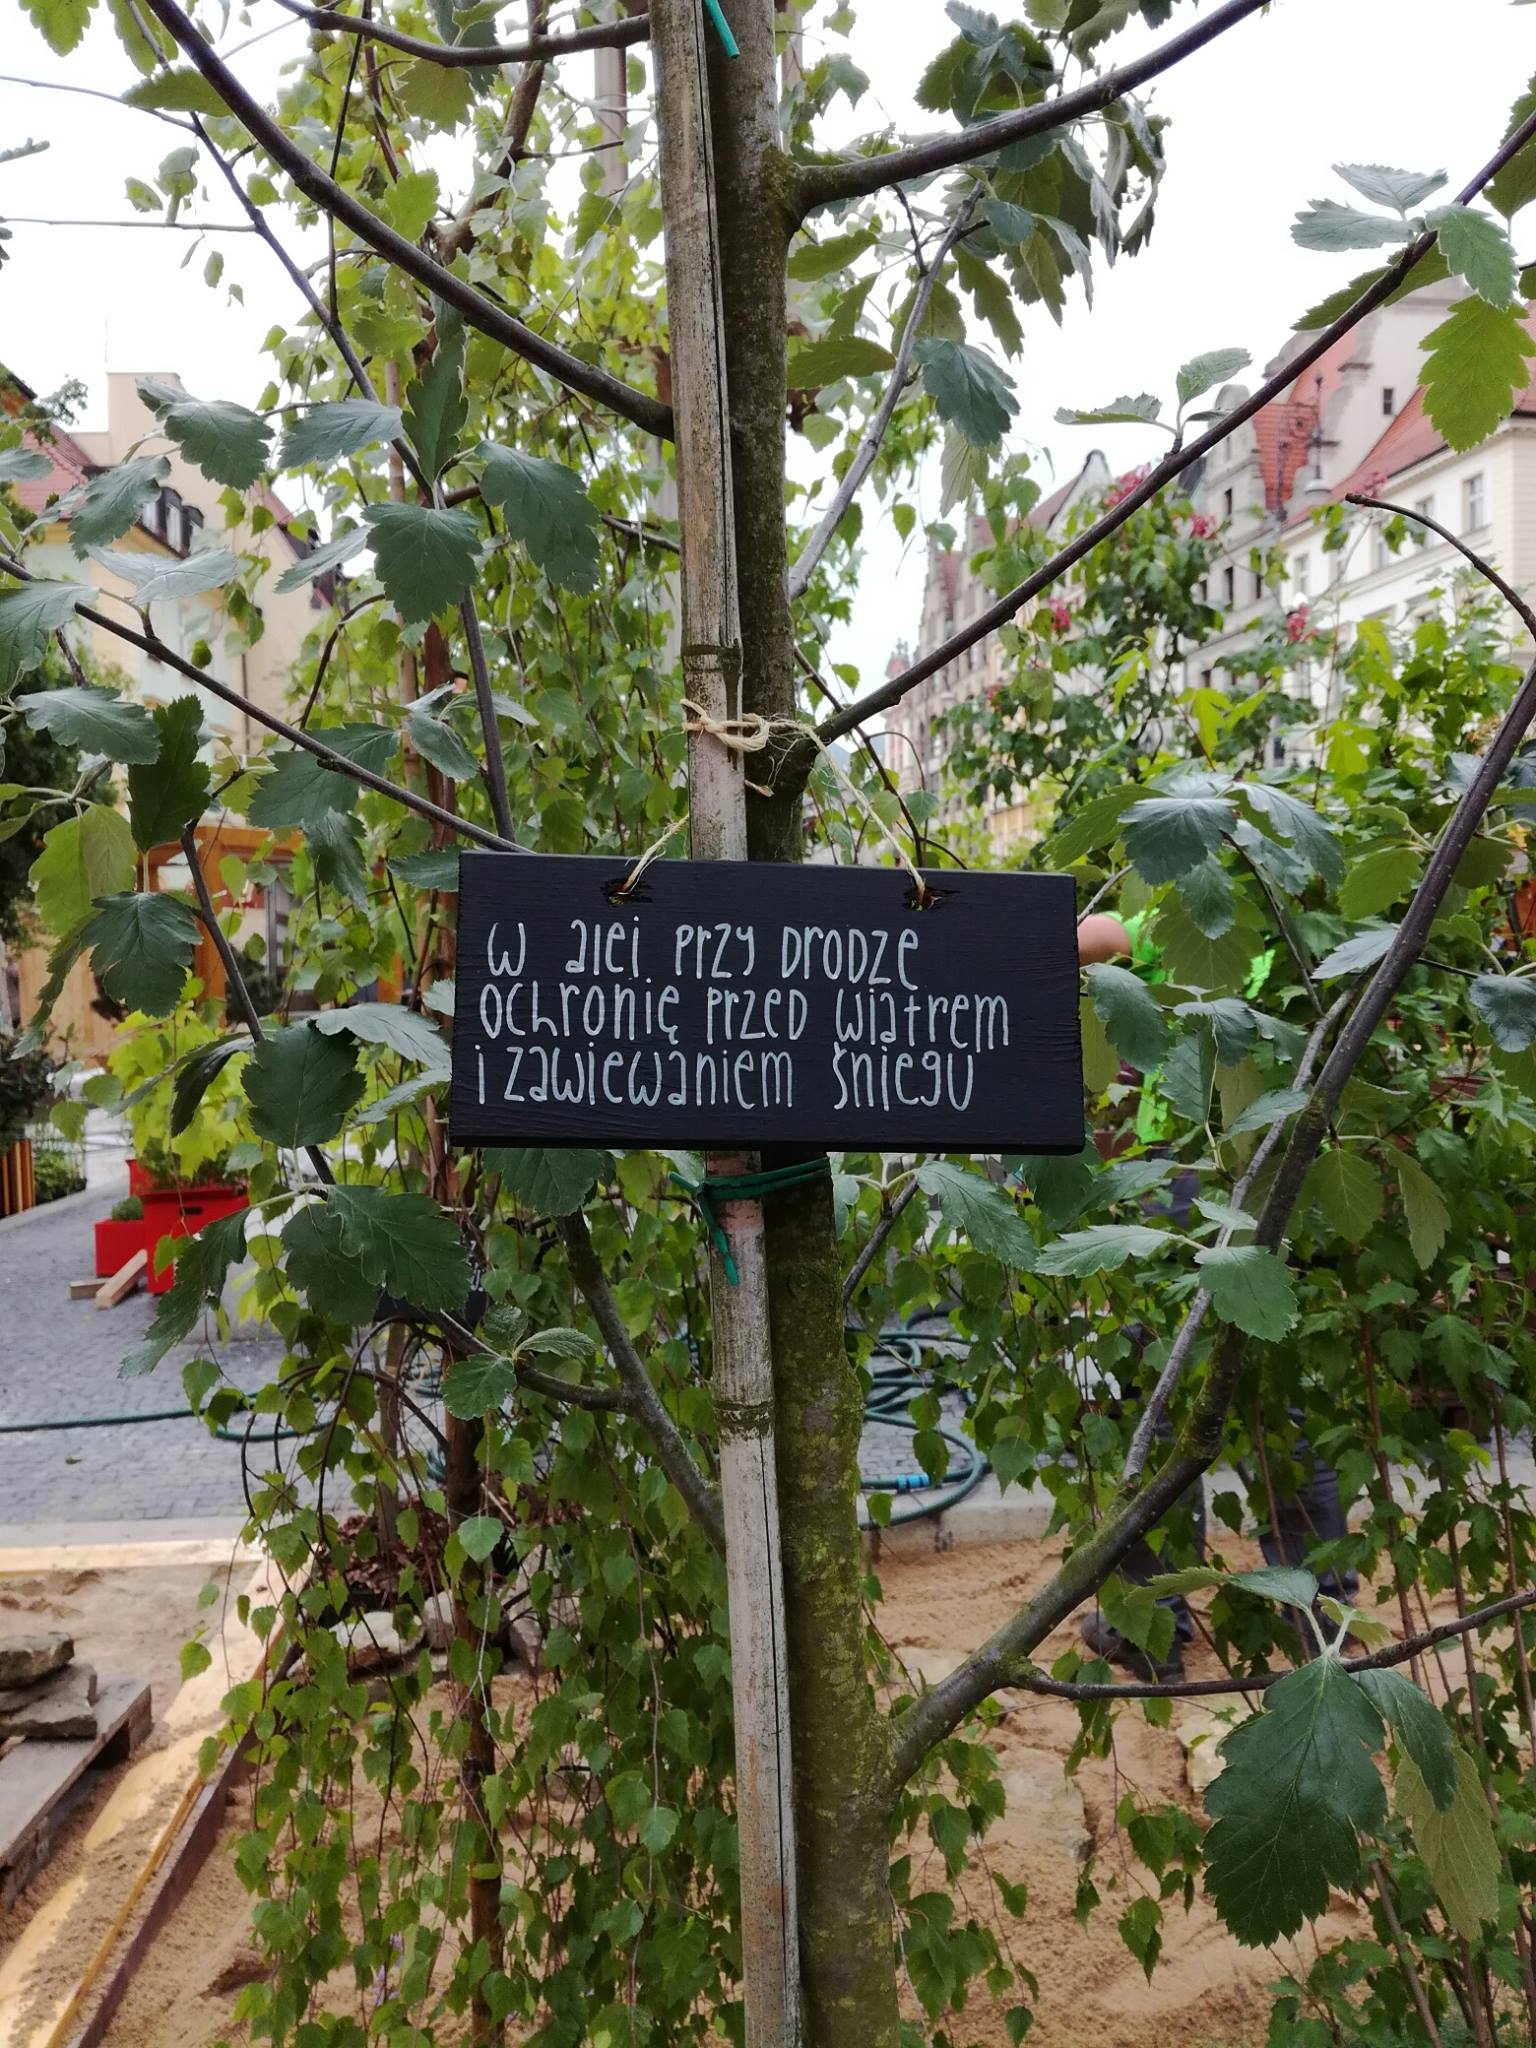 w alei przy drodze
ochronię przed wiatrem
i zawiewaniem śniegu